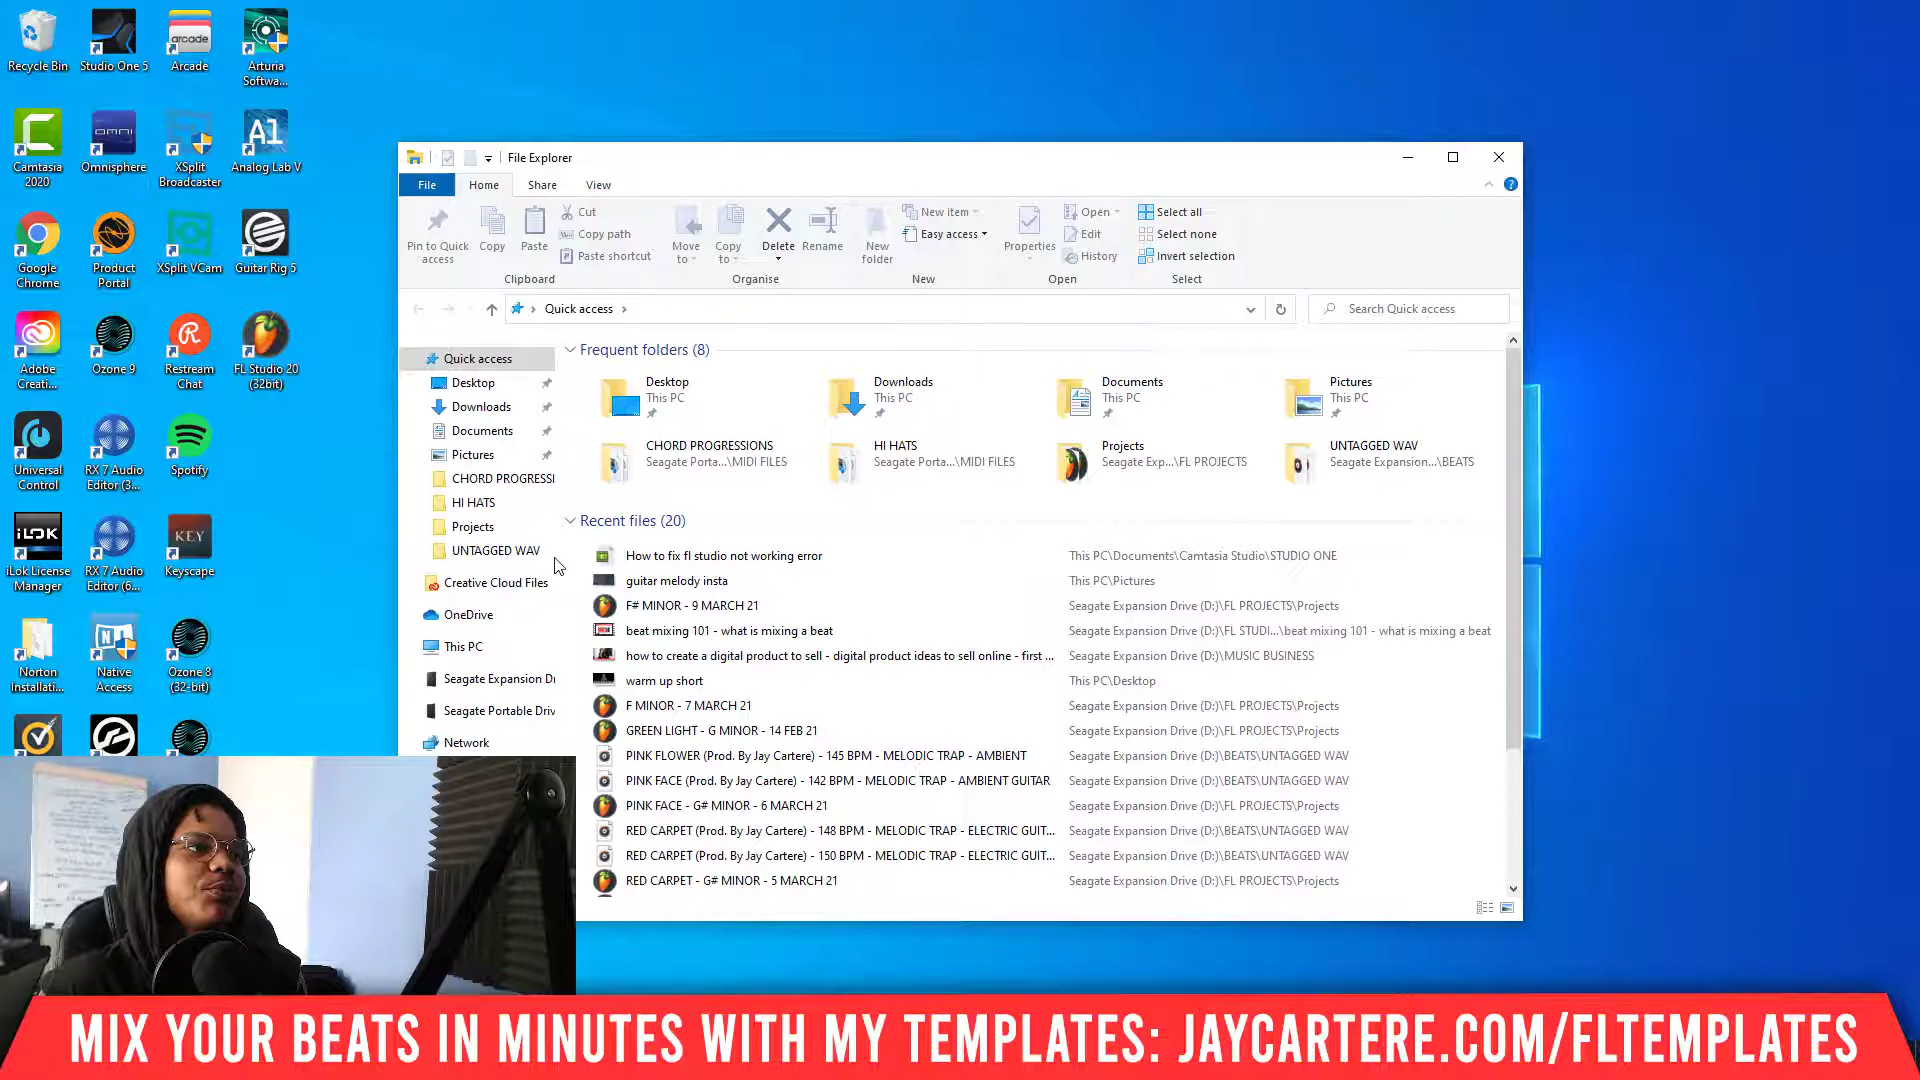 Recycle Bin
Studio One 5
arcade
Arcade
Arturia
Softwa...
Camtasia
2020
OMNI
Omnisphere
XSplit
Broadcaster
A1
Analog Lab V
Google
Chrome
Product
Portal
XSplit VCam
Guitar Rig 5
Adobe
Creati...
Ozone 9
Restream
Chat
FL Studio 20
(32bit)
Universal
Control
RX 7 Audio
Editor (3...
Spotify
iLOK
iLok License
Manager
RX 7 Audio
Editor (6...
KEY
Keyscape
Norton
Installati...
Native
Access
Ozone 8
(32-bit)
File Explorer
File
Home
Share
View
Pin to Quick
access
Copy
Paste
Cut
Copy path
Paste shortcut
Clipboard
Move
to
Copy
to
Delete
Rename
Organise
New
folder
New item
Easy access
New
Properties
Open
Edit
History
Open
Select all
Select none
Invert selection
Select
Quick access
Search Quick access
Quick access
Desktop
Downloads
Documents
Pictures
CHORD PROGRESSI
HI HATS
Projects
UNTAGGED WAV
Creative Cloud Files
OneDrive
This PC
Seagate Expansion Dr
Seagate Portable Driv
Network
Frequent folders (8)
Desktop
This PC
Downloads
This PC
Documents
This PC
Pictures
This PC
CHORD PROGRESSIONS
Seagate Porta...\MIDI FILES
HI HATS
Seagate Porta...\MIDI FILES
Projects
Seagate Exp...\FL PROJECTS
UNTAGGED WAV
Seagate Expansion...\BEATS
Recent files (20)
How to fix fl studio not working error This PC\Documents\Camtasia Studio\STUDIO ONE
guitar melody insta This PC\Pictures
F# MINOR - 9 MARCH 21 Seagate Expansion Drive (D:)\FL PROJECTS\Projects
beat mixing 101 - what is mixing a beat Seagate Expansion Drive (D:)\FL STUDI...\beat mixing 101 - what is mixing a beat
how to create a digital product to sell - digital product ideas to sell online - first ... Seagate Expansion Drive (D:)\MUSIC BUSINESS
warm up short This PC\Desktop
F MINOR - 7 MARCH 21 Seagate Expansion Drive (D:)\FL PROJECTS\Projects
GREEN LIGHT - G MINOR - 14 FEB 21 Seagate Expansion Drive (D:)\FL PROJECTS\Projects
PINK FLOWER (Prod. By Jay Cartere) - 145 BPM - MELODIC TRAP - AMBIENT Seagate Expansion Drive (D:)\BEATS\UNTAGGED WAV
PINK FACE (Prod. By Jay Cartere) - 142 BPM - MELODIC TRAP - AMBIENT GUITAR Seagate Expansion Drive (D:)\BEATS\UNTAGGED WAV
PINK FACE - G# MINOR - 6 MARCH 21 Seagate Expansion Drive (D:)\FL PROJECTS\Projects
RED CARPET (Prod. By Jay Cartere) - 148 BPM - MELODIC TRAP - ELECTRIC GUIT... Seagate Expansion Drive (D:)\BEATS\UNTAGGED WAV
RED CARPET (Prod. By Jay Cartere) - 150 BPM - MELODIC TRAP - ELECTRIC GUIT... Seagate Expansion Drive (D:)\BEATS\UNTAGGED WAV
RED CARPET - G# MINOR - 5 MARCH 21 Seagate Expansion Drive (D:)\FL PROJECTS\Projects
MIX YOUR BEATS IN MINUTES WITH MY TEMPLATES: JAYCARTERE.COM/FLTEMPLATES